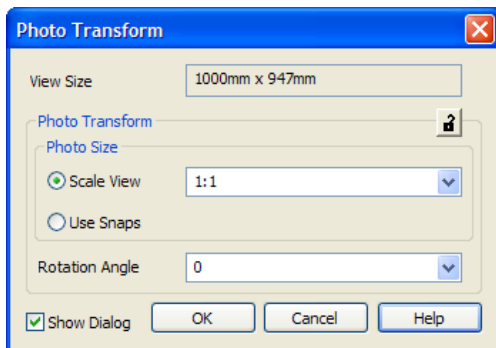 Photo Transform
View Size 1000mm x 947mm
Photo Transform
Photo Size
Scale View 1:1
Use Snaps
Rotation Angle 0
Show Dialog OK Cancel Help